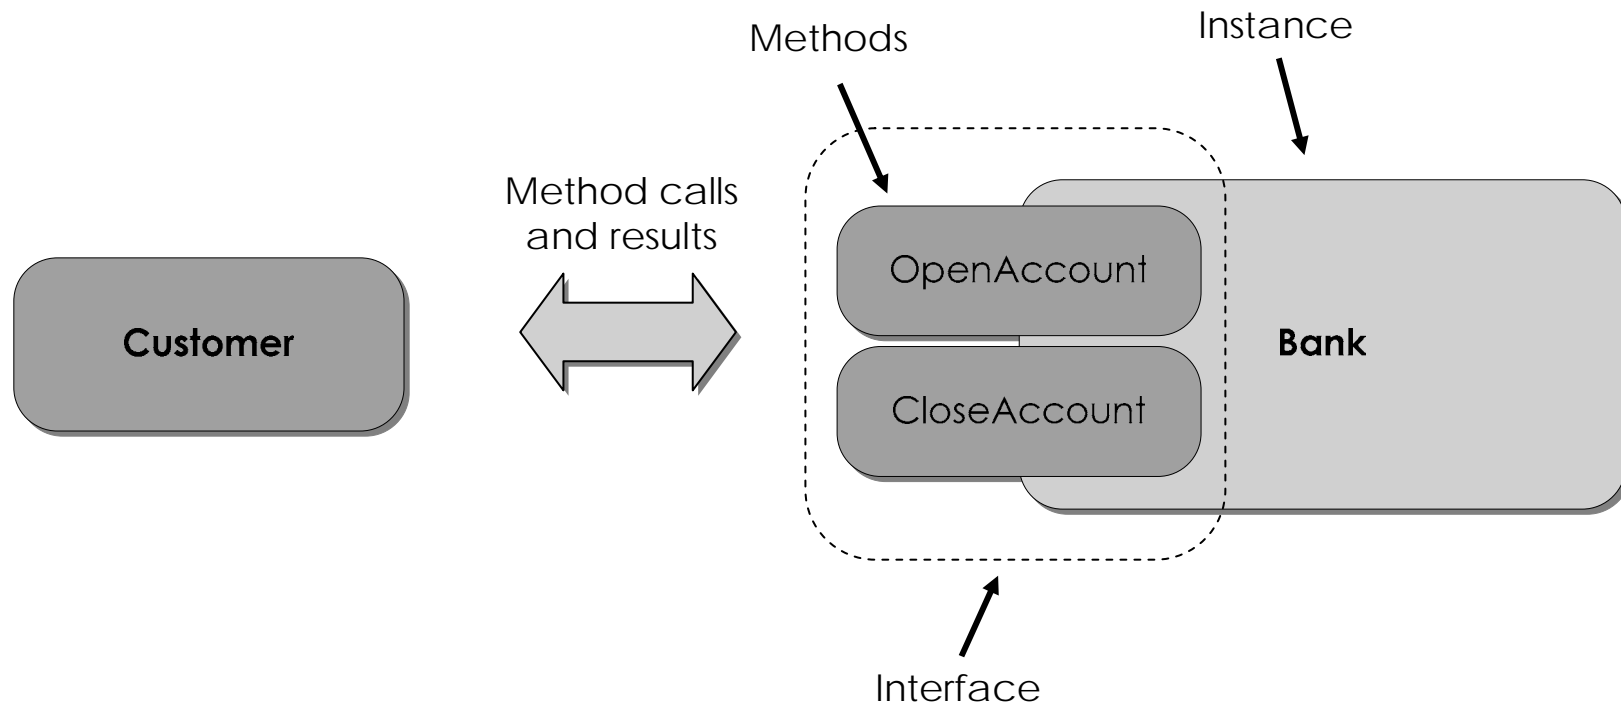 Methods
Instance
Method calls
and results
OpenAccount
Customer
Bank
CloseAccount
Interface